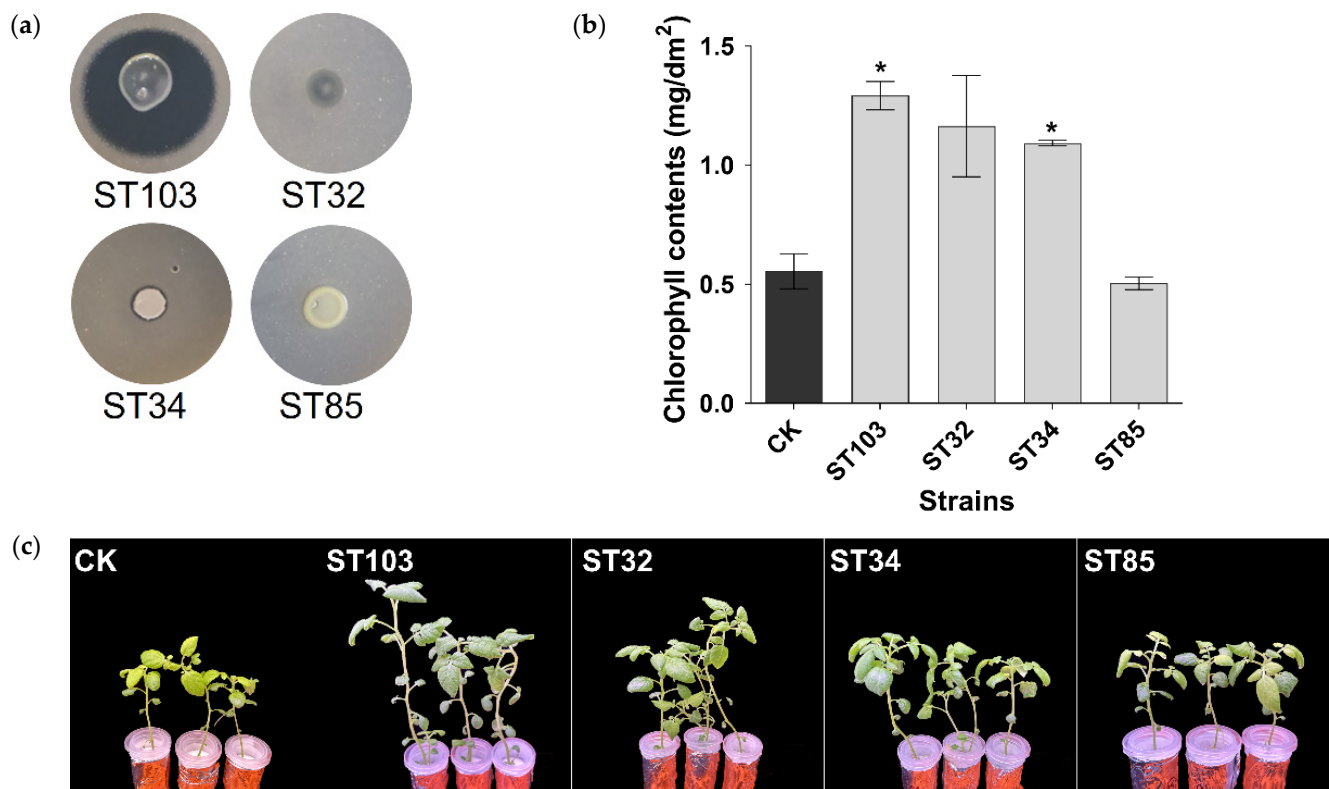 (a)
ST103 ST32
ST34 ST85
(b)
Chlorophyll contents (mg/dm²)
1.5
1.0
0.5
0.0
*
*
CK ST103 ST32 ST34 ST85
Strains
(c)
CK ST103 ST32 ST34 ST85